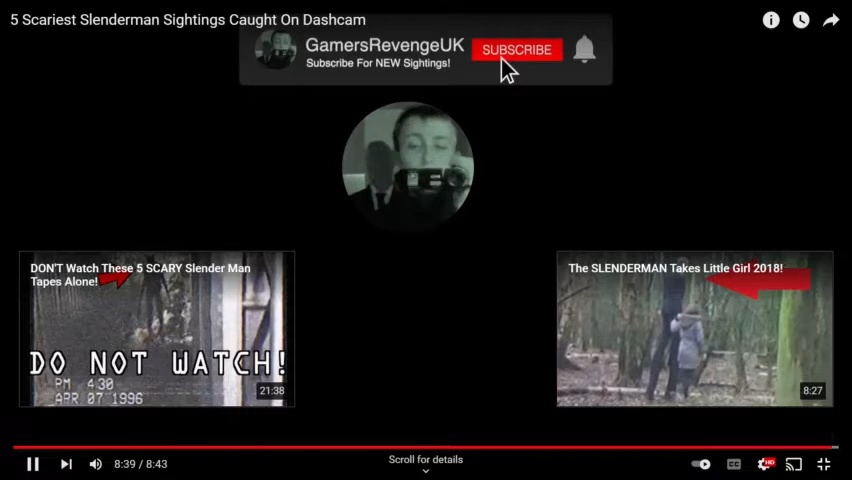 5 Scariest Slenderman Sightings Caught On Dashcam
GamersRevengeUK
Subscribe For NEW Sightings!
SUBSCRIBE
DON'T Watch These 5 SCARY Slender Man
Tapes Alone!
DO NOT WATCH!
PM 4:30
APR 07 1996
21:38
The SLENDERMAN Takes Little Girl 2018!
8:27
8:39 / 8:43
Scroll for details
CC
HD